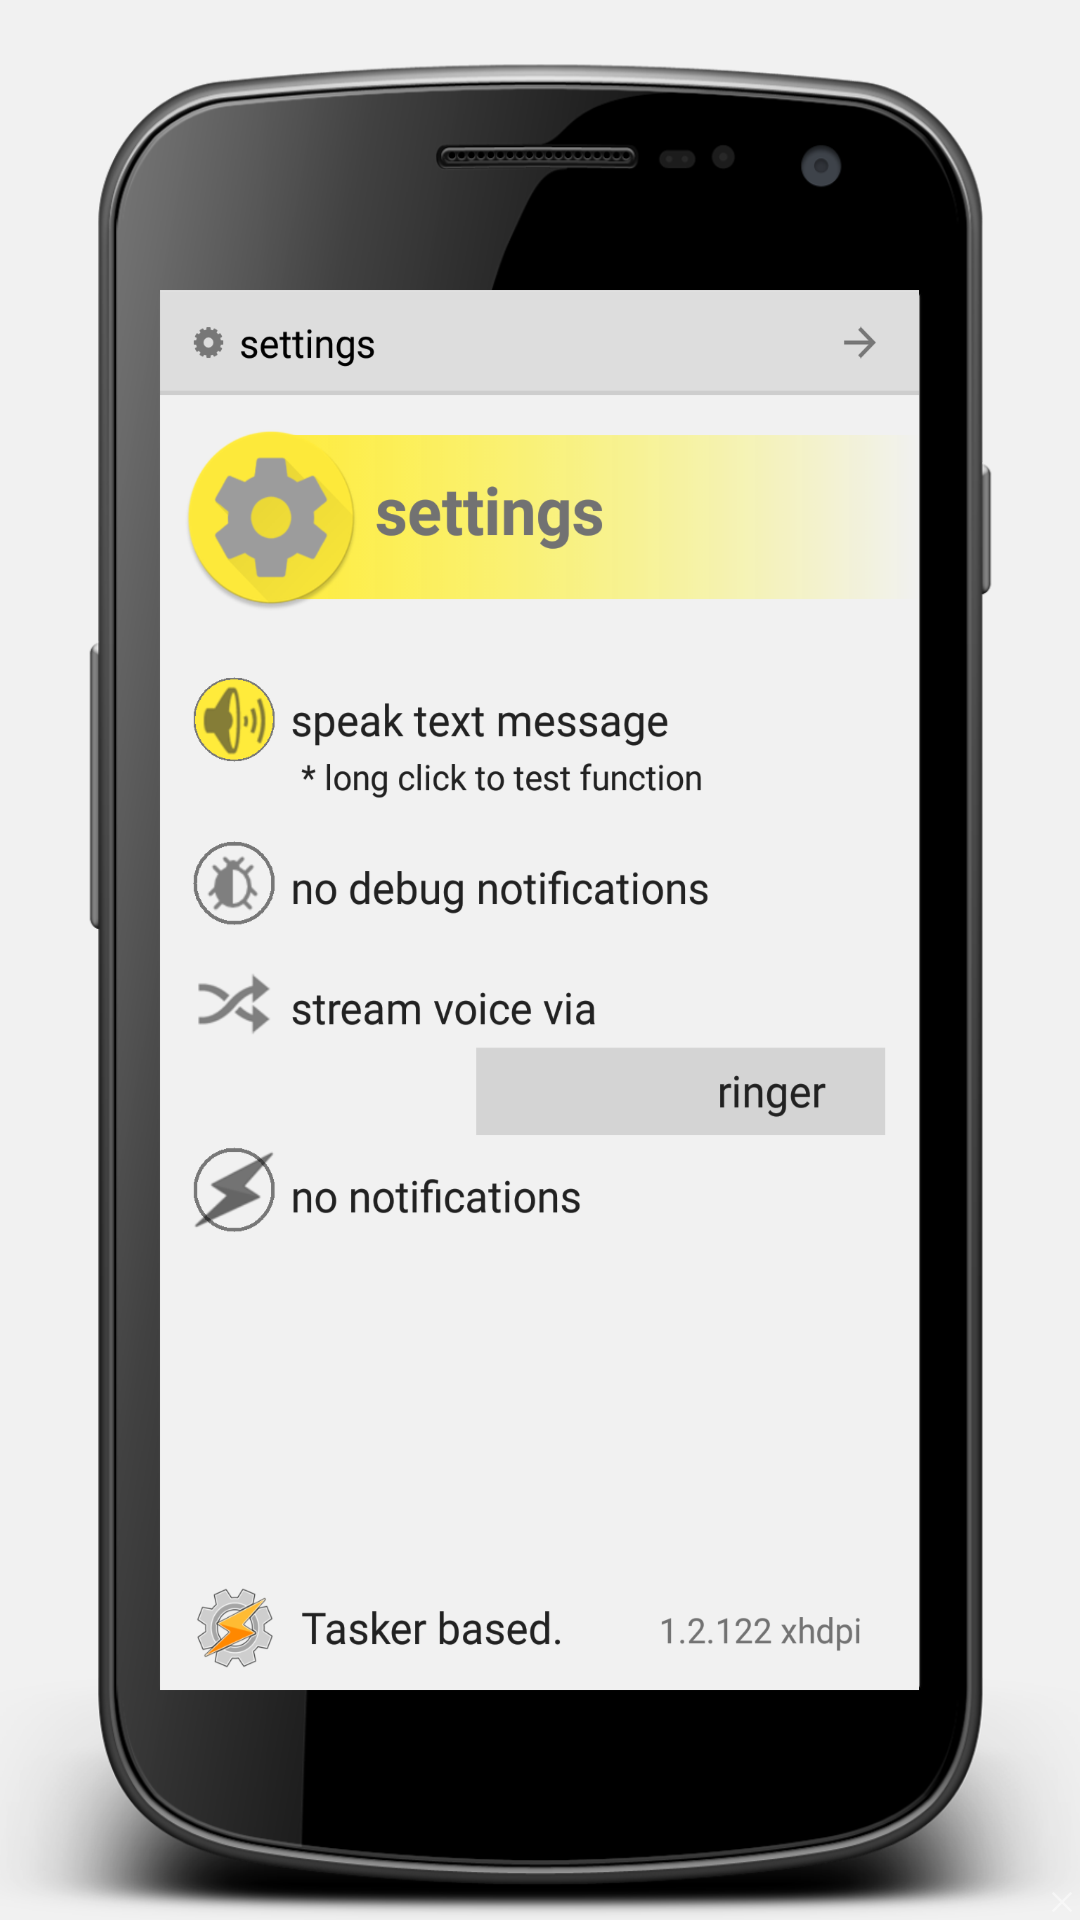 settings
settings
speak text message
* long click to test function
no debug notifications
stream voice via
ringer
no notifications
Tasker based.
1.2.122 xhdpi